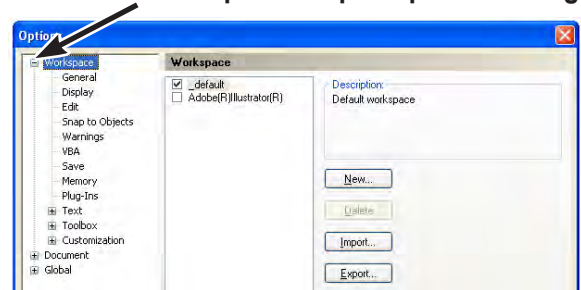 Options
Workspace
General
Display
Edit
Snap to Objects
Warnings
VBA
Save
Memory
Plug-Ins
Text
Toolbox
Customization
Document
Global
Workspace
_default
Adobe(R)Illustrator(R)
Description:
Default workspace
New...
Delete
Import...
Export...